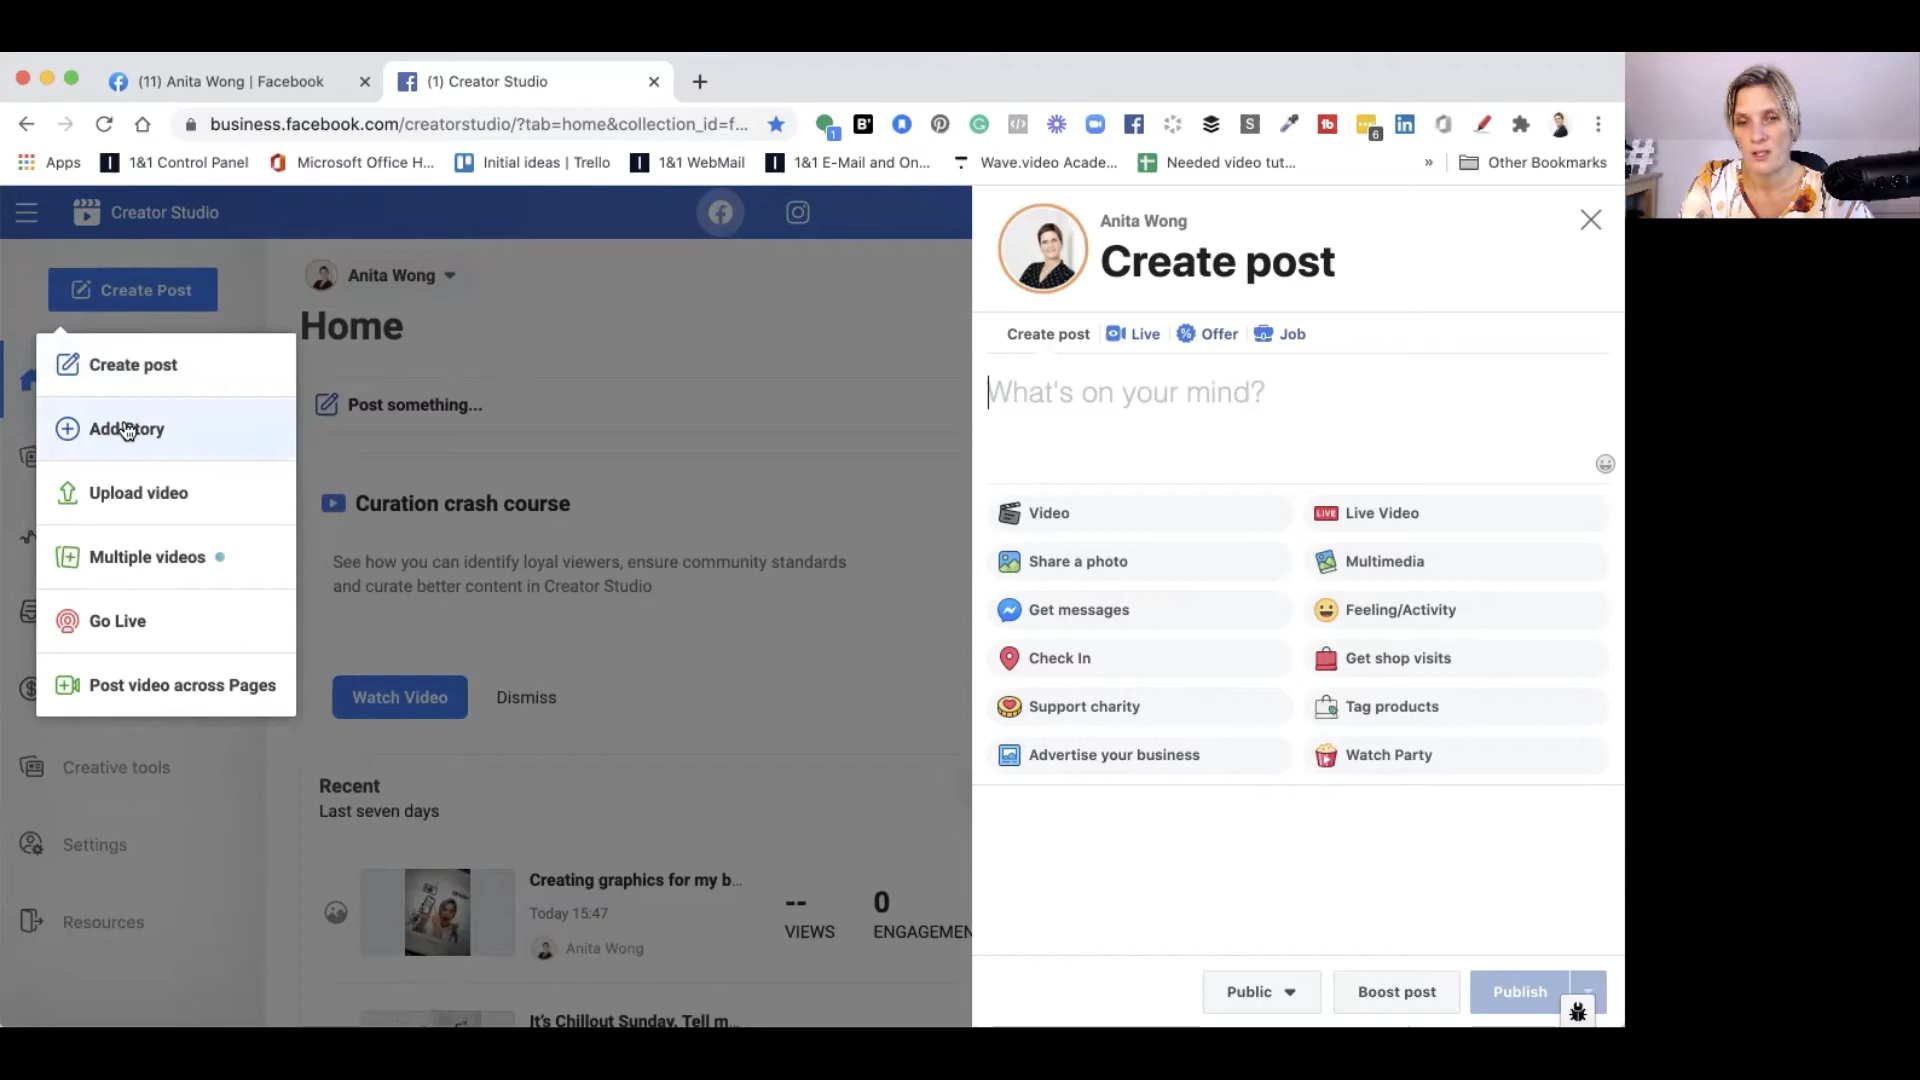 (11) Anita Wong | Facebook
(1) Creator Studio
business.facebook.com/creatorstudio/?tab=home&collection_id=f...
1
B'
S
tb
6
Apps
1&1 Control Panel
Microsoft Office H...
Initial ideas | Trello
1&1 WebMail
1&1 E-Mail and On...
Wave.video Acade...
Needed video tut...
»
Other Bookmarks
Creator Studio
Create Post
Create post
Add Story
Upload video
Multiple videos
Go Live
Post video across Pages
Creative tools
Settings
Resources
Anita Wong
Home
Post something...
Curation crash course
See how you can identify loyal viewers, ensure community standards
and curate better content in Creator Studio
Watch Video
Dismiss
Recent
Last seven days
Creating graphics for my b...
Today 15:47
Anita Wong
--
VIEWS
0
ENGAGEMEN
It's Chillout Sunday. Tell m...
Anita Wong
Create post
Create post
Live
Offer
Job
What's on your mind?
Video
LIVE Live Video
Share a photo
Multimedia
Get messages
Feeling/Activity
Check In
Get shop visits
Support charity
Tag products
Advertise your business
Watch Party
Public
Boost post
Publish
#